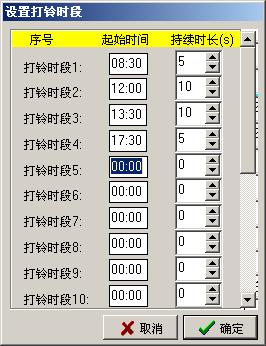 设置打铃时段
序号 起始时间 持续时长(s)
打铃时段1: 08:30 5
打铃时段2: 12:00 10
打铃时段3: 13:30 10
打铃时段4: 17:30 5
打铃时段5: 00:00 0
打铃时段6: 00:00 0
打铃时段7: 00:00 0
打铃时段8: 00:00 0
打铃时段9: 00:00 0
打铃时段10: 00:00 0
取消 确定